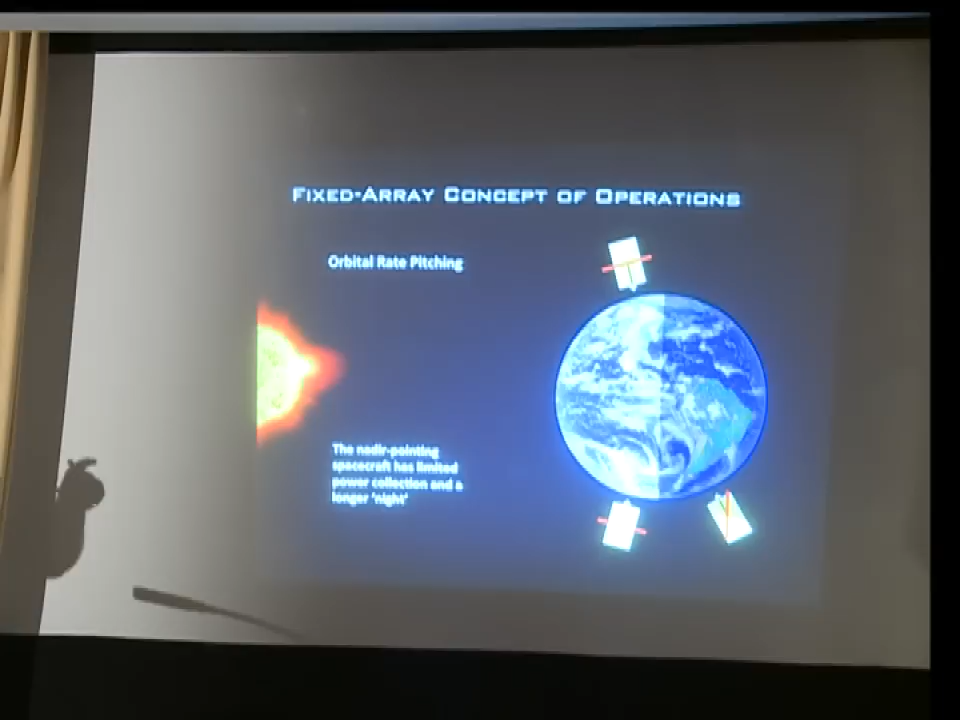 Fixed-Array Concept of Operations
Orbital Rate Pitching
The nadir-pointing
spacecraft has limited
power collection and a
longer 'night'